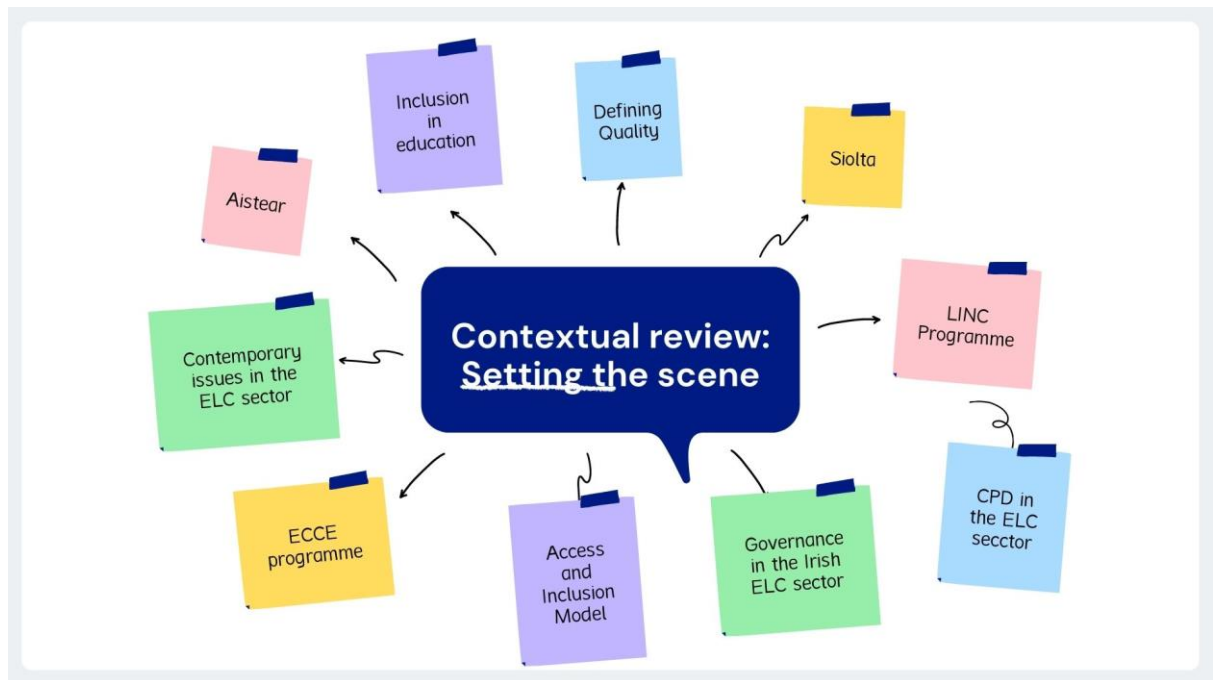 Inclusion
in
education
Defining
Quality
Siolta
Aistear
LINC
Programme
Contextual review:
Setting the scene
Contemporary
issues in the
ELC sector
CPD in
the ELC
secctor
ECCE
programme
Access
and
Inclusion
Model
Governance
in the Irish
ELC sector